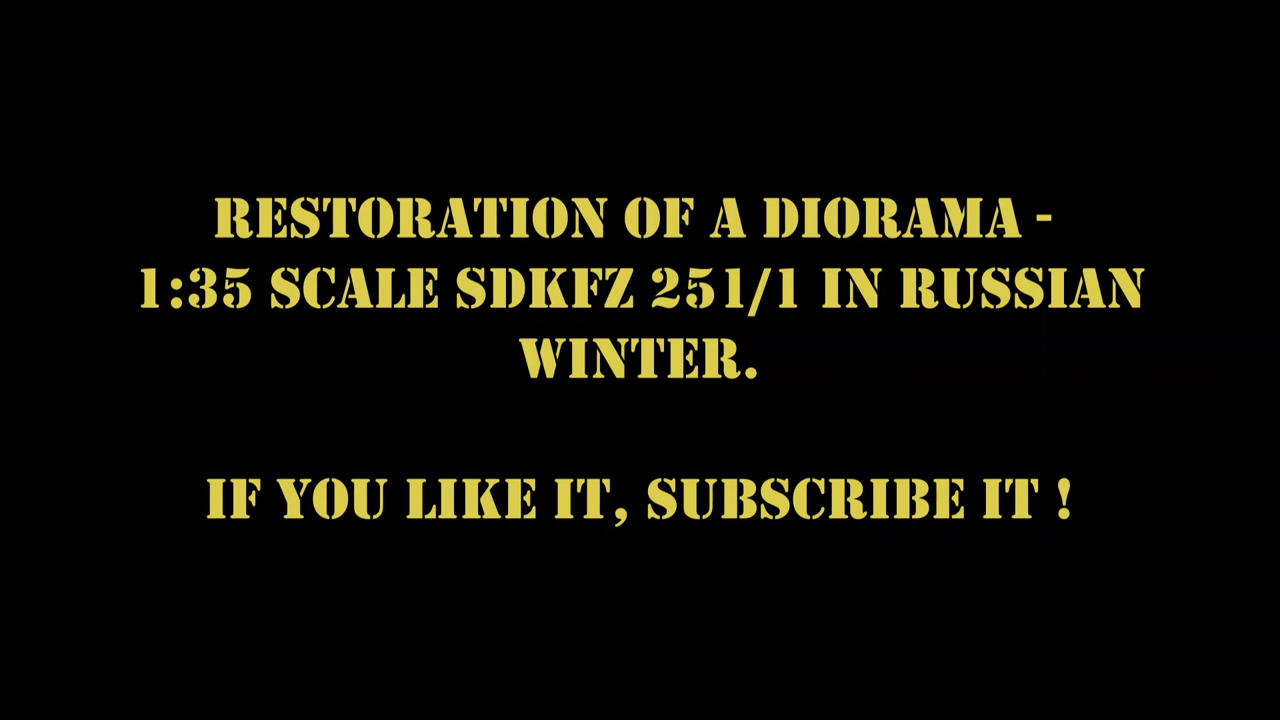 RESTORATION OF A DIORAMA -
1:35 SCALE SDKFZ 251/1 IN RUSSIAN
WINTER.
IF YOU LIKE IT, SUBSCRIBE IT !